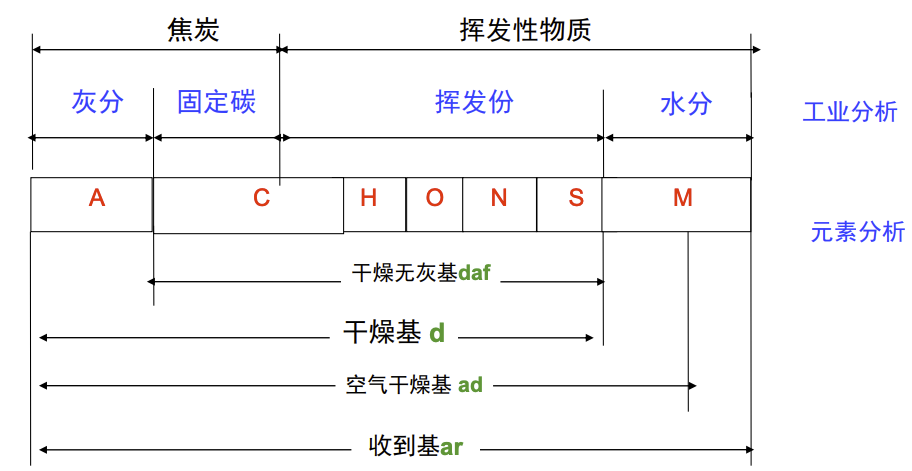 焦炭 挥发性物质
灰分 固定碳 挥发份 水分 工业分析
A C H O N S M
元素分析
干燥无灰基daf
干燥基 d
空气干燥基 ad
收到基ar